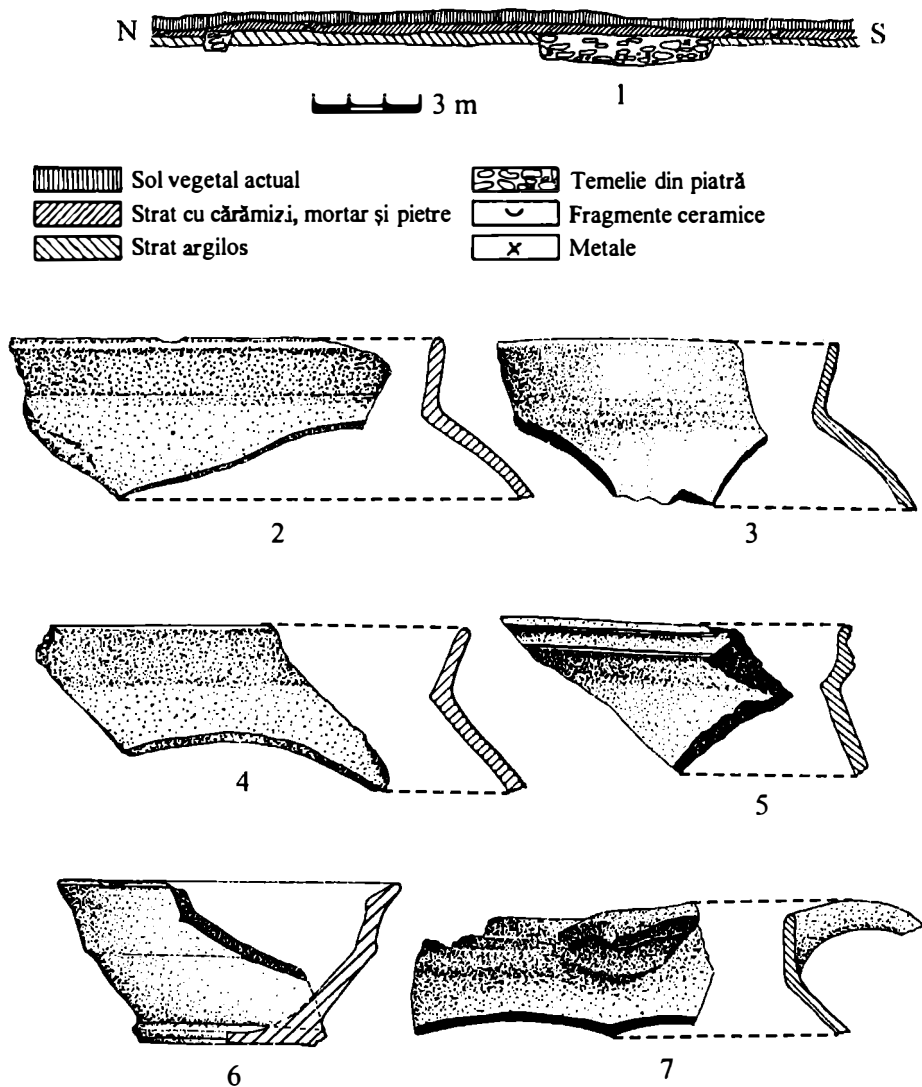 N S
3 m
1
Sol vegetal actual
Strat cu cărămizi, mortar și pietre
Strat argilos
Temelie din piatră
Fragmente ceramice
Metale
2 3
4 5
6 7